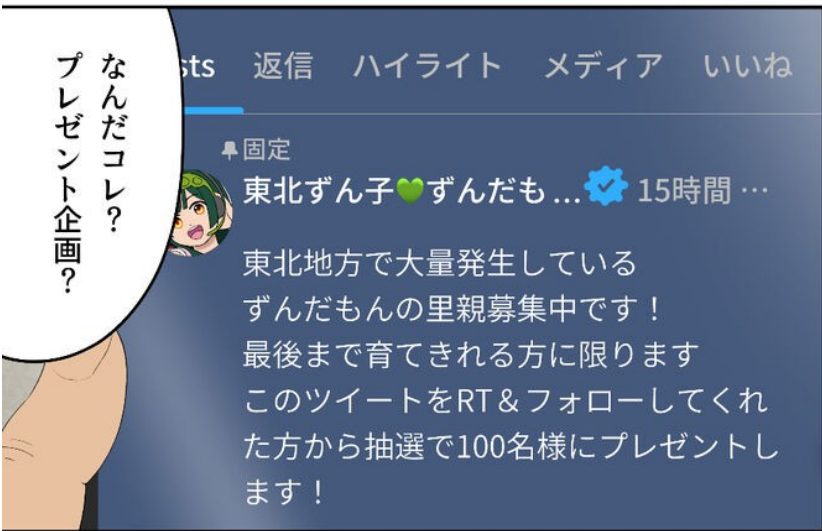 なんだコレ?
プレゼント企画?
sts 返信 ハイライト メディア いいね
固定
東北ずん子💚ずんだも... 15時間 …
東北地方で大量発生している
ずんだもんの里親募集中です!
最後まで育てきれる方に限ります
このツイートをRT&フォローしてくれ
た方から抽選で100名様にプレゼントし
ます!